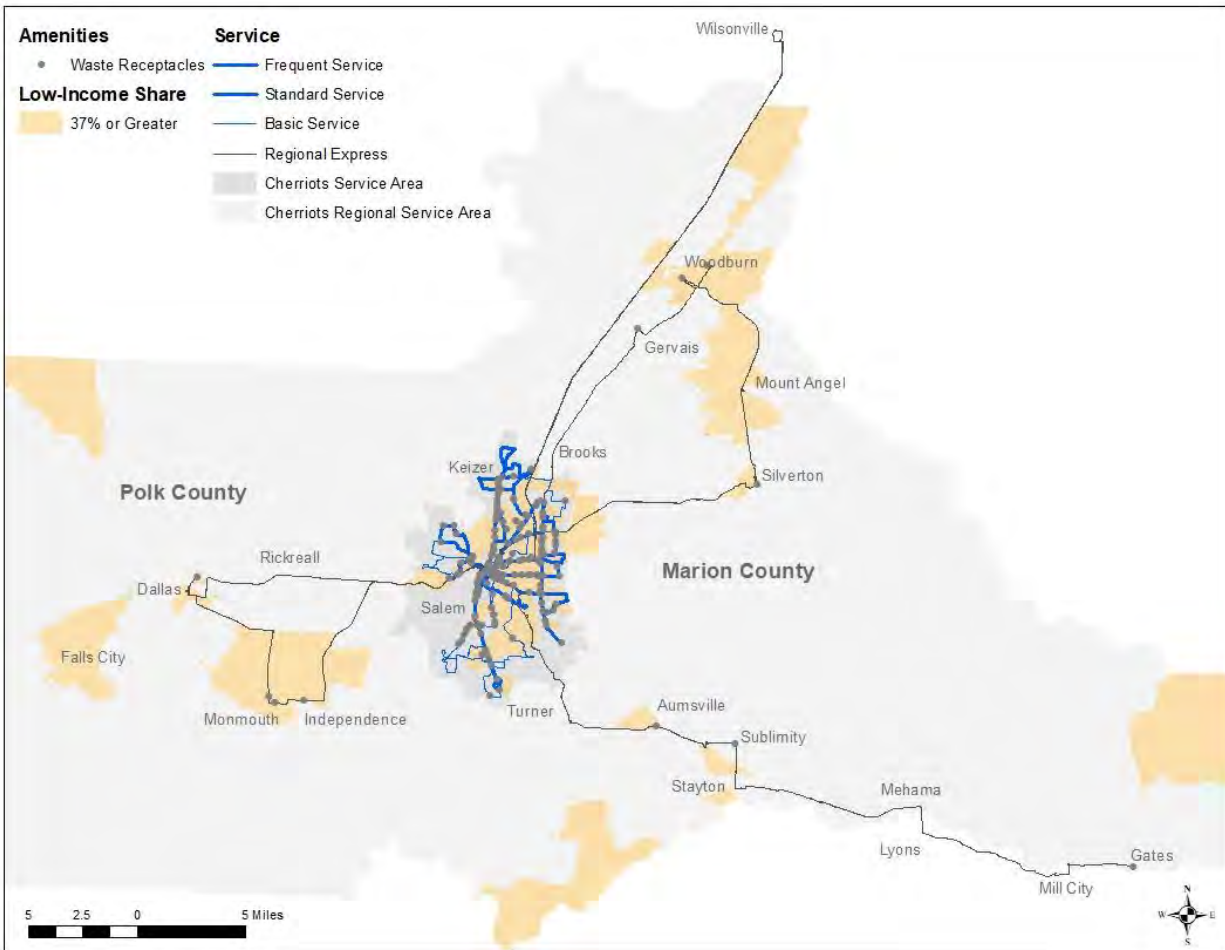 Amenities
Waste Receptacles
Low-Income Share
37% or Greater
Service
Frequent Service
Standard Service
Basic Service
Regional Express
Cherriots Service Area
Cherriots Regional Service Area
Wilsonville
Woodburn
Gervais
Mount Angel
Brooks
Keizer
Silverton
Polk County
Rickreall
Marion County
Dallas
Salem
Falls City
Monmouth
Independence
Turner
Aumsville
Sublimity
Stayton
Mehama
Lyons
Gates
Mill City
5 2.5 0 5 Miles
N
W E
S